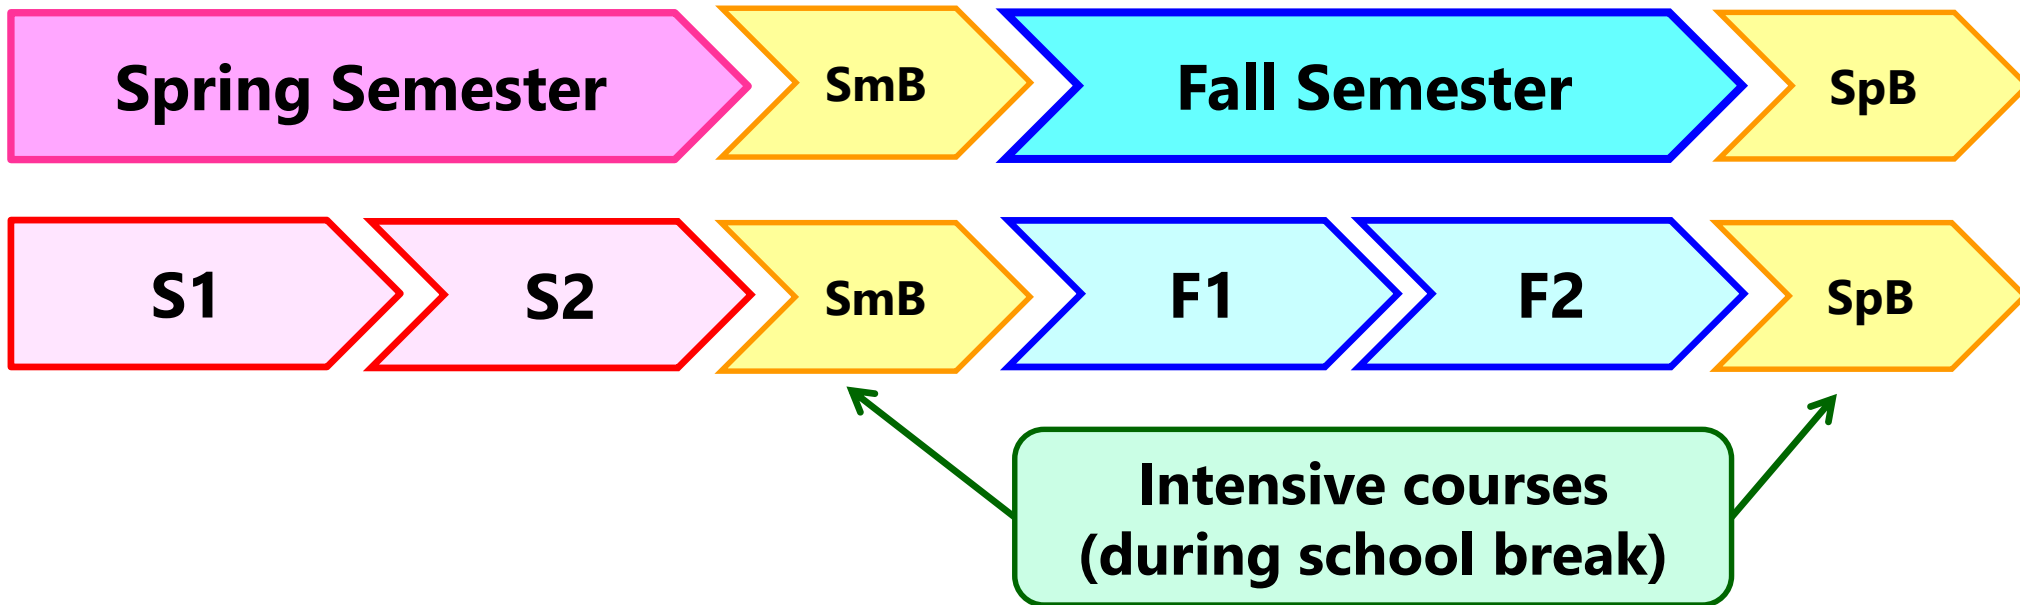 Spring Semester
SmB
Fall Semester
SpB
S1
S2
SmB
F1
F2
SpB
Intensive courses
(during school break)